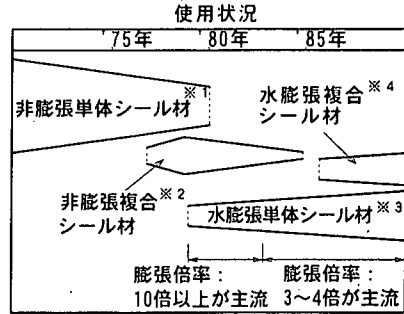 使用状況
'75年 '80年 '85年
非膨張単体シール材※1
水膨張複合※4
シール材
非膨張複合※2
シール材
水膨張単体シール材※3
膨張倍率：
10倍以上が主流
膨張倍率：
3～4倍が主流